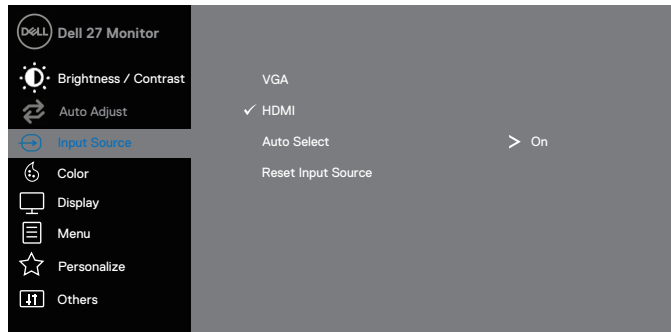 DELL Dell 27 Monitor
Brightness / Contrast
VGA
Auto Adjust
HDMI
Input Source
Auto Select
On
Color
Reset Input Source
Display
Menu
Personalize
Others